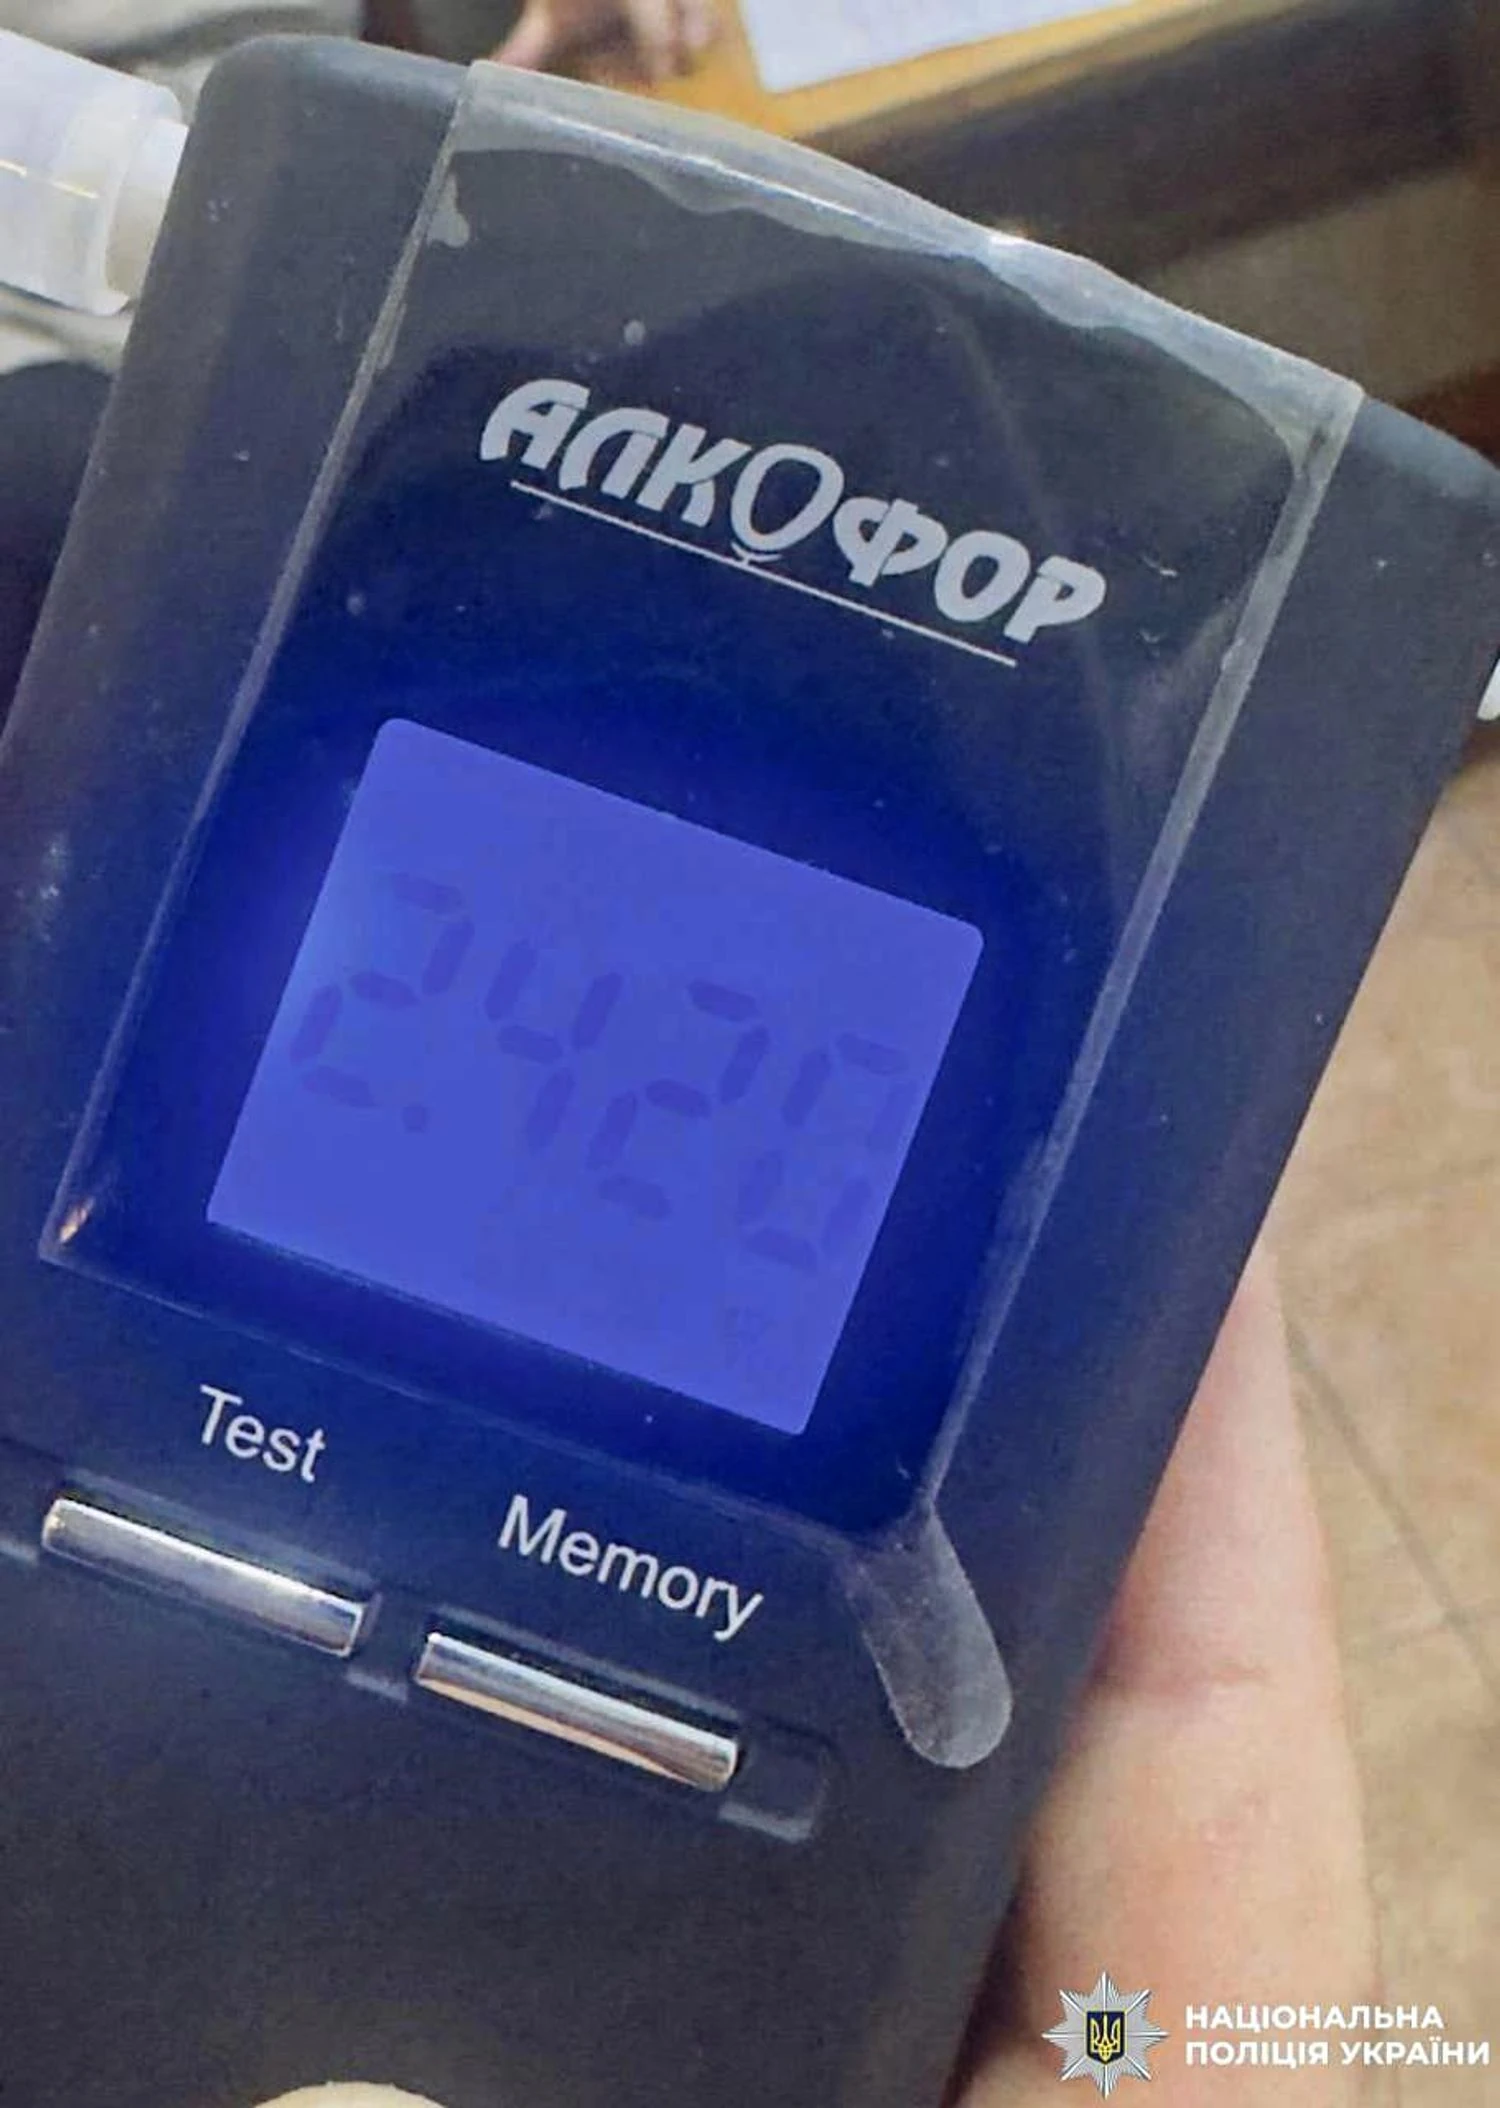 АЛКОФОР
2.420
Test
Memory
НАЦІОНАЛЬНА
ПОЛІЦІЯ УКРАЇНИ